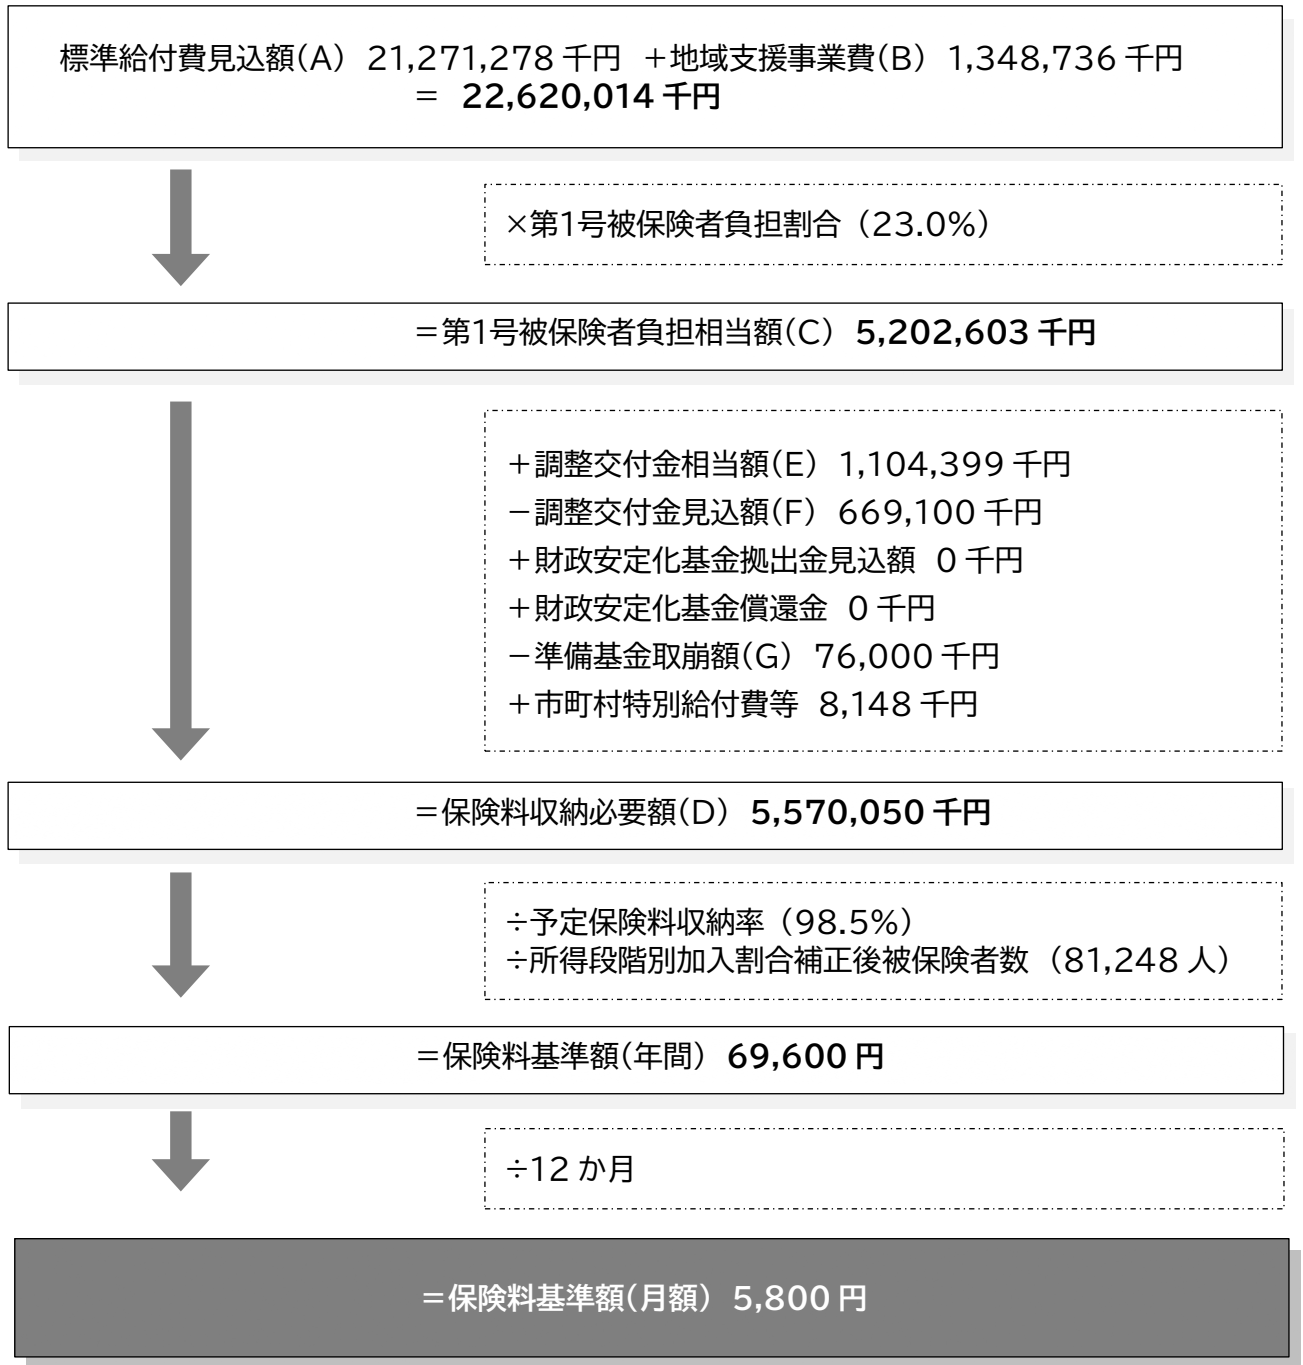 標準給付費見込額(A) 21,271,278 千円 ＋地域支援事業費(B) 1,348,736 千円
＝ 22,620,014 千円
×第1号被保険者負担割合（23.0%）
＝第1号被保険者負担相当額(C) 5,202,603 千円
＋調整交付金相当額(E) 1,104,399 千円
－調整交付金見込額(F) 669,100 千円
＋財政安定化基金拠出金見込額 0 千円
＋財政安定化基金償還金 0 千円
－準備基金取崩額(G) 76,000 千円
＋市町村特別給付費等 8,148 千円
＝保険料収納必要額(D) 5,570,050 千円
÷予定保険料収納率（98.5%）
÷所得段階別加入割合補正後被保険者数（81,248 人）
＝保険料基準額(年間) 69,600 円
÷12 か月
＝保険料基準額(月額) 5,800 円